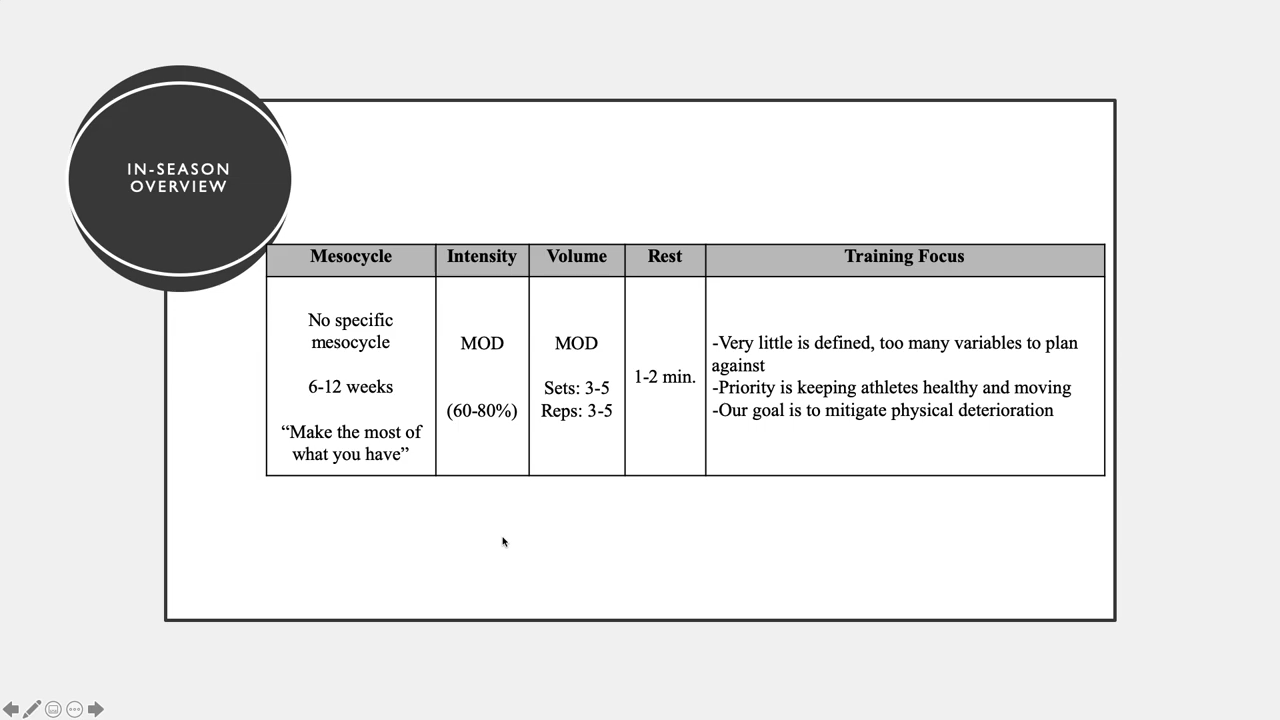 IN-SEASON
OVERVIEW
Mesocycle
Intensity
Volume
Rest
Training Focus
No specific
mesocycle
6-12 weeks
“Make the most of
what you have”
MOD
(60-80%)
MOD
Sets: 3-5
Reps: 3-5
1-2 min.
-Very little is defined, too many variables to plan
against
-Priority is keeping athletes healthy and moving
-Our goal is to mitigate physical deterioration